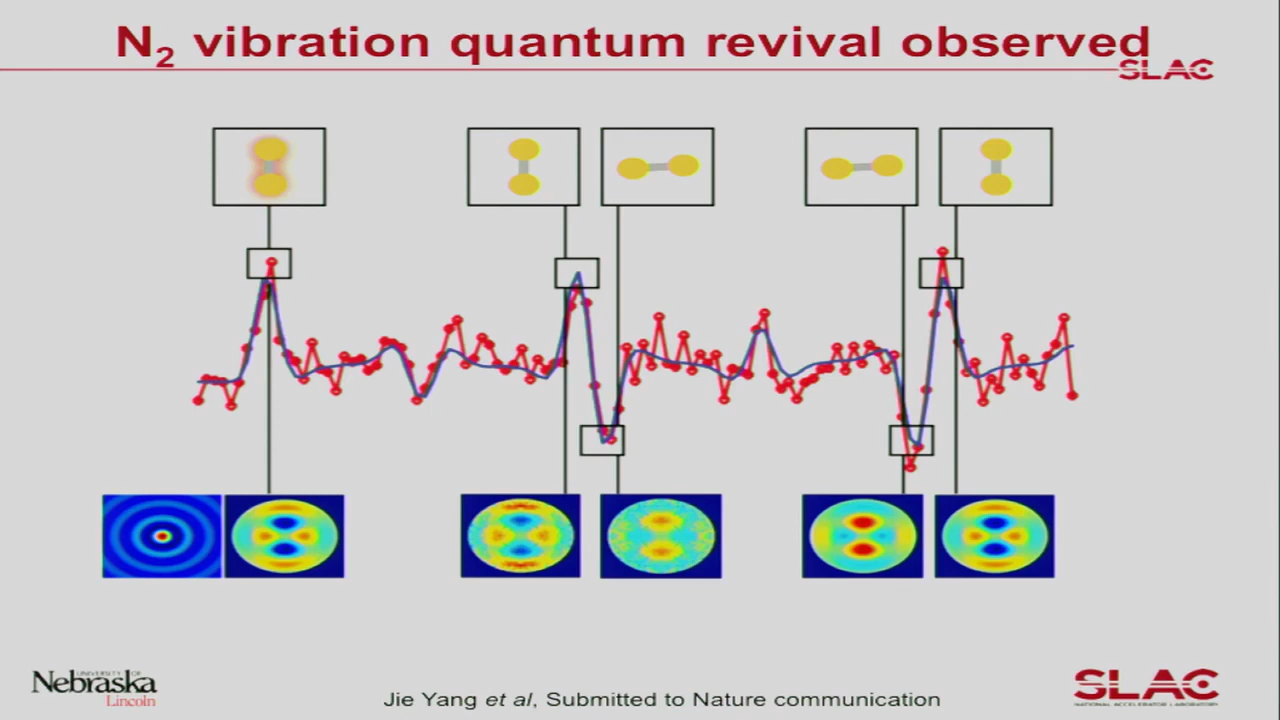 N₂ vibration quantum revival observed
SLAC
UNIVERSITY OF
Nebraska
Lincoln
Jie Yang et al, Submitted to Nature communication
SLAC
NATIONAL ACCELERATOR LABORATORY